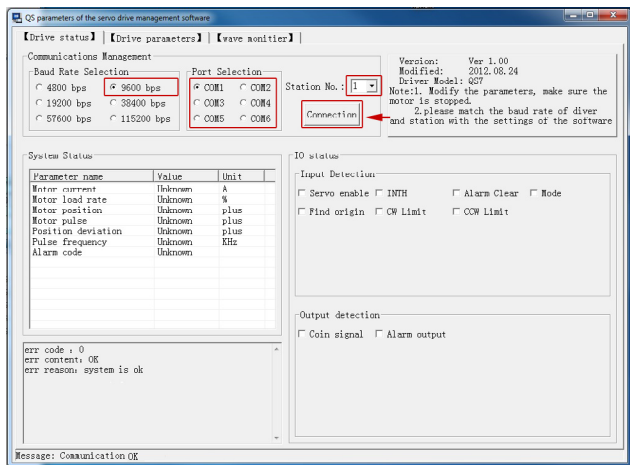 QS parameters of the servo drive management software
【Drive status】 【Drive parameters】 【wave monitier】
Communications Management
Baud Rate Selection
4800 bps 9600 bps
19200 bps 38400 bps
57600 bps 115200 bps
Port Selection
COM1 COM2
COM3 COM4
COM5 COM6
Station No.: 1
Connection
Version: Ver 1.00
Modified: 2012.08.24
Driver Model: QS7
Note:1. Modify the parameters, make sure the
motor is stopped.
2.please match the baud rate of diver
and station with the settings of the software
System Status
Parameter name Value Unit
Motor current Unknown A
Motor load rate Unknown %
Motor position Unknown plus
Motor pulse Unknown plus
Position deviation Unknown plus
Pulse frequency Unknown KHz
Alarm code Unknown
err code : 0
err content: OK
err reason: system is ok
IO status
Input Detection
Servo enable INTH Alarm Clear Mode
Find origin CW Limit CCW Limit
Output detection
Coin signal Alarm output
Message: Communication OK